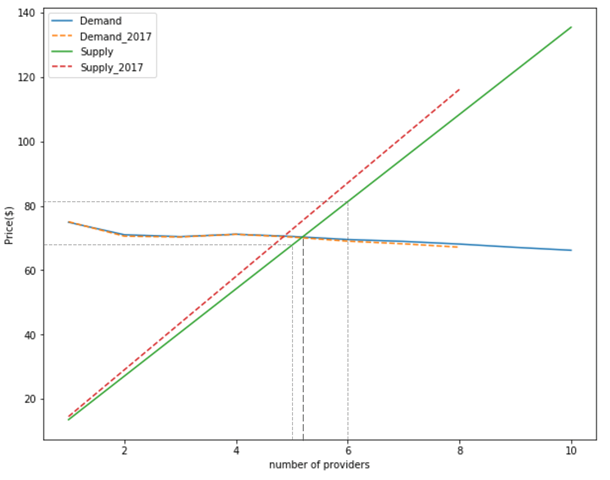 Demand
Demand_2017
Supply
Supply_2017
140
120
100
80
60
40
20
Price($)
2 4 6 8 10
number of providers